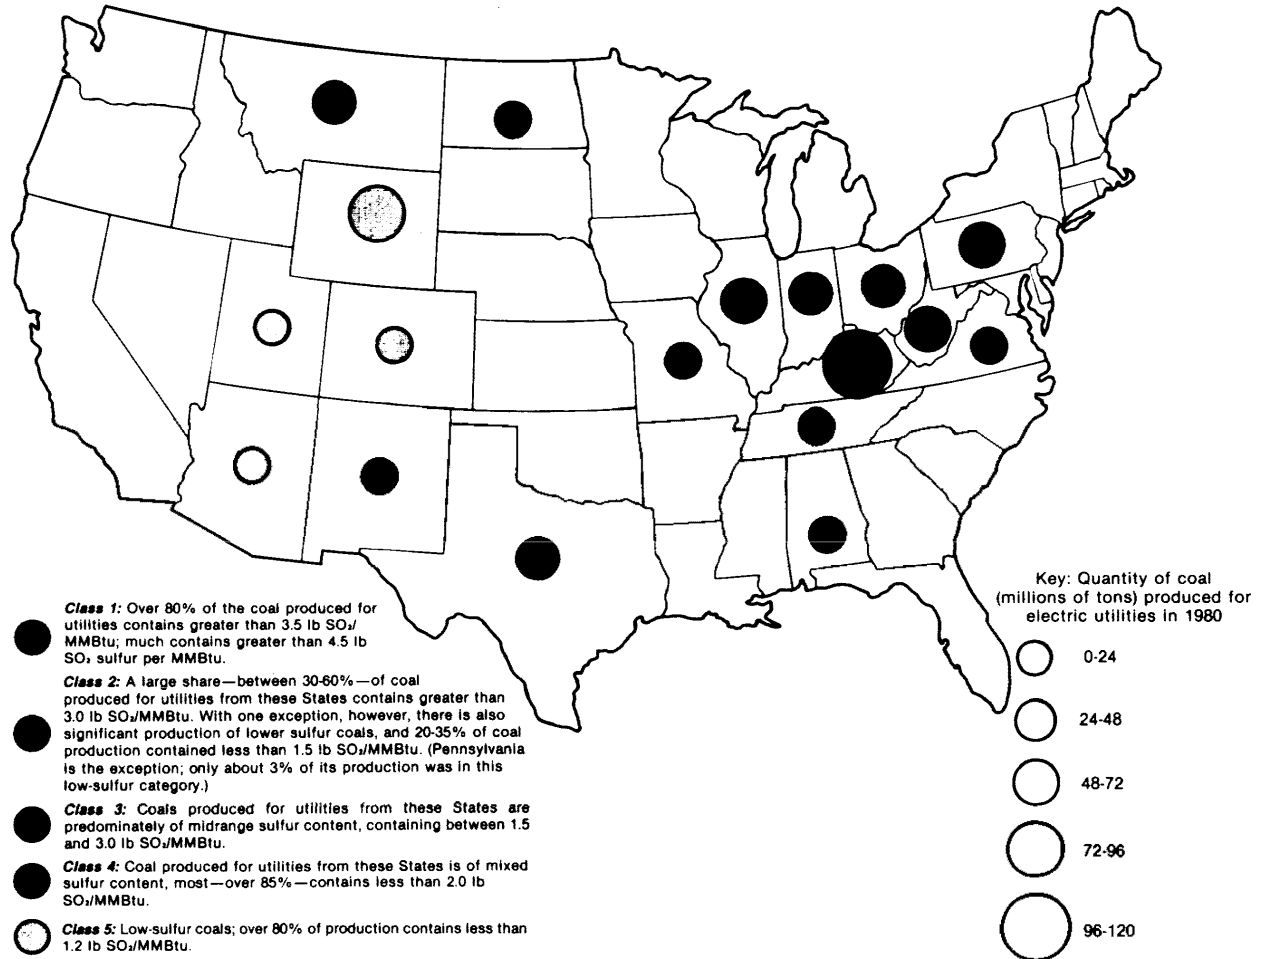 Class 1: Over 80% of the coal produced for
utilities contains greater than 3.5 lb SO₂/
MMBtu; much contains greater than 4.5 lb
SO₂ sulfur per MMBtu.
Class 2: A large share—between 30-60%—of coal
produced for utilities from these States contains greater than
3.0 lb SO₂/MMBtu. With one exception, however, there is also
significant production of lower sulfur coals, and 20-35% of coal
production contained less than 1.5 lb SO₂/MMBtu. (Pennsylvania
is the exception; only about 3% of its production was in this
low-sulfur category.)
Class 3: Coals produced for utilities from these States are
predominately of midrange sulfur content, containing between 1.5
and 3.0 lb SO₂/MMBtu.
Class 4: Coal produced for utilities from these States is of mixed
sulfur content, most—over 85%—contains less than 2.0 lb
SO₂/MMBtu.
Class 5: Low-sulfur coals; over 80% of production contains less than
1.2 lb SO₂/MMBtu.
Key: Quantity of coal
(millions of tons) produced for
electric utilities in 1980
0-24
24-48
48-72
72-96
96-120